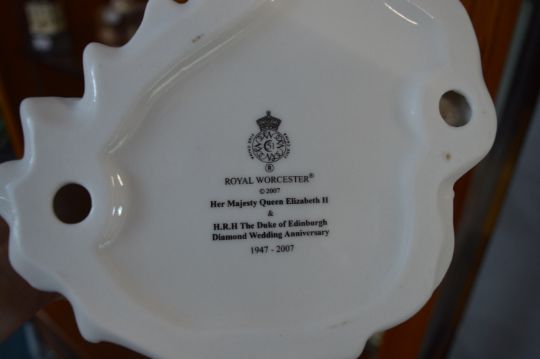 ROYAL WORCESTER®
© 2007
Her Majesty Queen Elizabeth II
&
H.R.H The Duke of Edinburgh
Diamond Wedding Anniversary
1947 - 2007